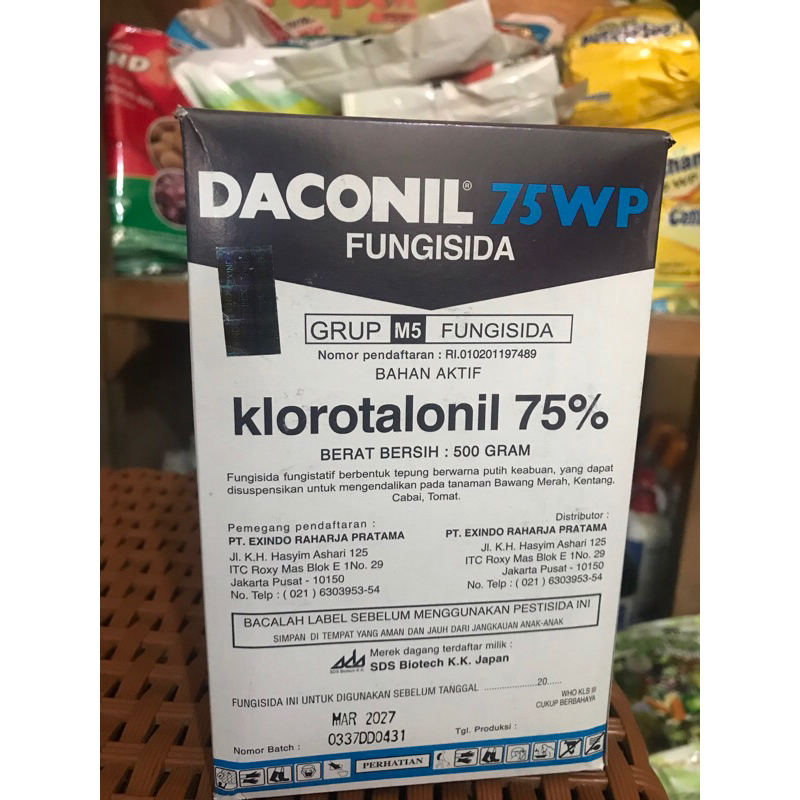 HD
DACONIL® 75WP
FUNGISIDA
GRUP M5 FUNGISIDA
Nomor pendaftaran : RI.010201197489
BAHAN AKTIF
klorotalonil 75%
BERAT BERSIH : 500 GRAM
Fungisida fungistatif berbentuk tepung berwarna putih keabuan, yang dapat
disuspensikan untuk mengendalikan pada tanaman Bawang Merah, Kentang,
Cabai, Tomat.
Pemegang pendaftaran :
PT. EXINDO RAHARJA PRATAMA
Jl. K.H. Hasyim Ashari 125
ITC Roxy Mas Blok E 1No. 29
Jakarta Pusat - 10150
No. Telp : ( 021 ) 6303953-54
Distributor :
PT. EXINDO RAHARJA PRATAMA
Jl. K.H. Hasyim Ashari 125
ITC Roxy Mas Blok E 1No. 29
Jakarta Pusat - 10150
No. Telp : ( 021 ) 6303953-54
BACALAH LABEL SEBELUM MENGGUNAKAN PESTISIDA INI
SIMPAN DI TEMPAT YANG AMAN DAN JAUH DARI JANGKAUAN ANAK-ANAK
Merek dagang terdaftar milik :
SDS Biotech K.K. Japan
SDS Biotech K.K.
FUNGISIDA INI UNTUK DIGUNAKAN SEBELUM TANGGAL ....................20......
WHO KLS III
CUKUP BERBAHAYA
MAR 2027
Nomor Batch : 0337DD0431
Tgl. Produksi :
PERHATIAN